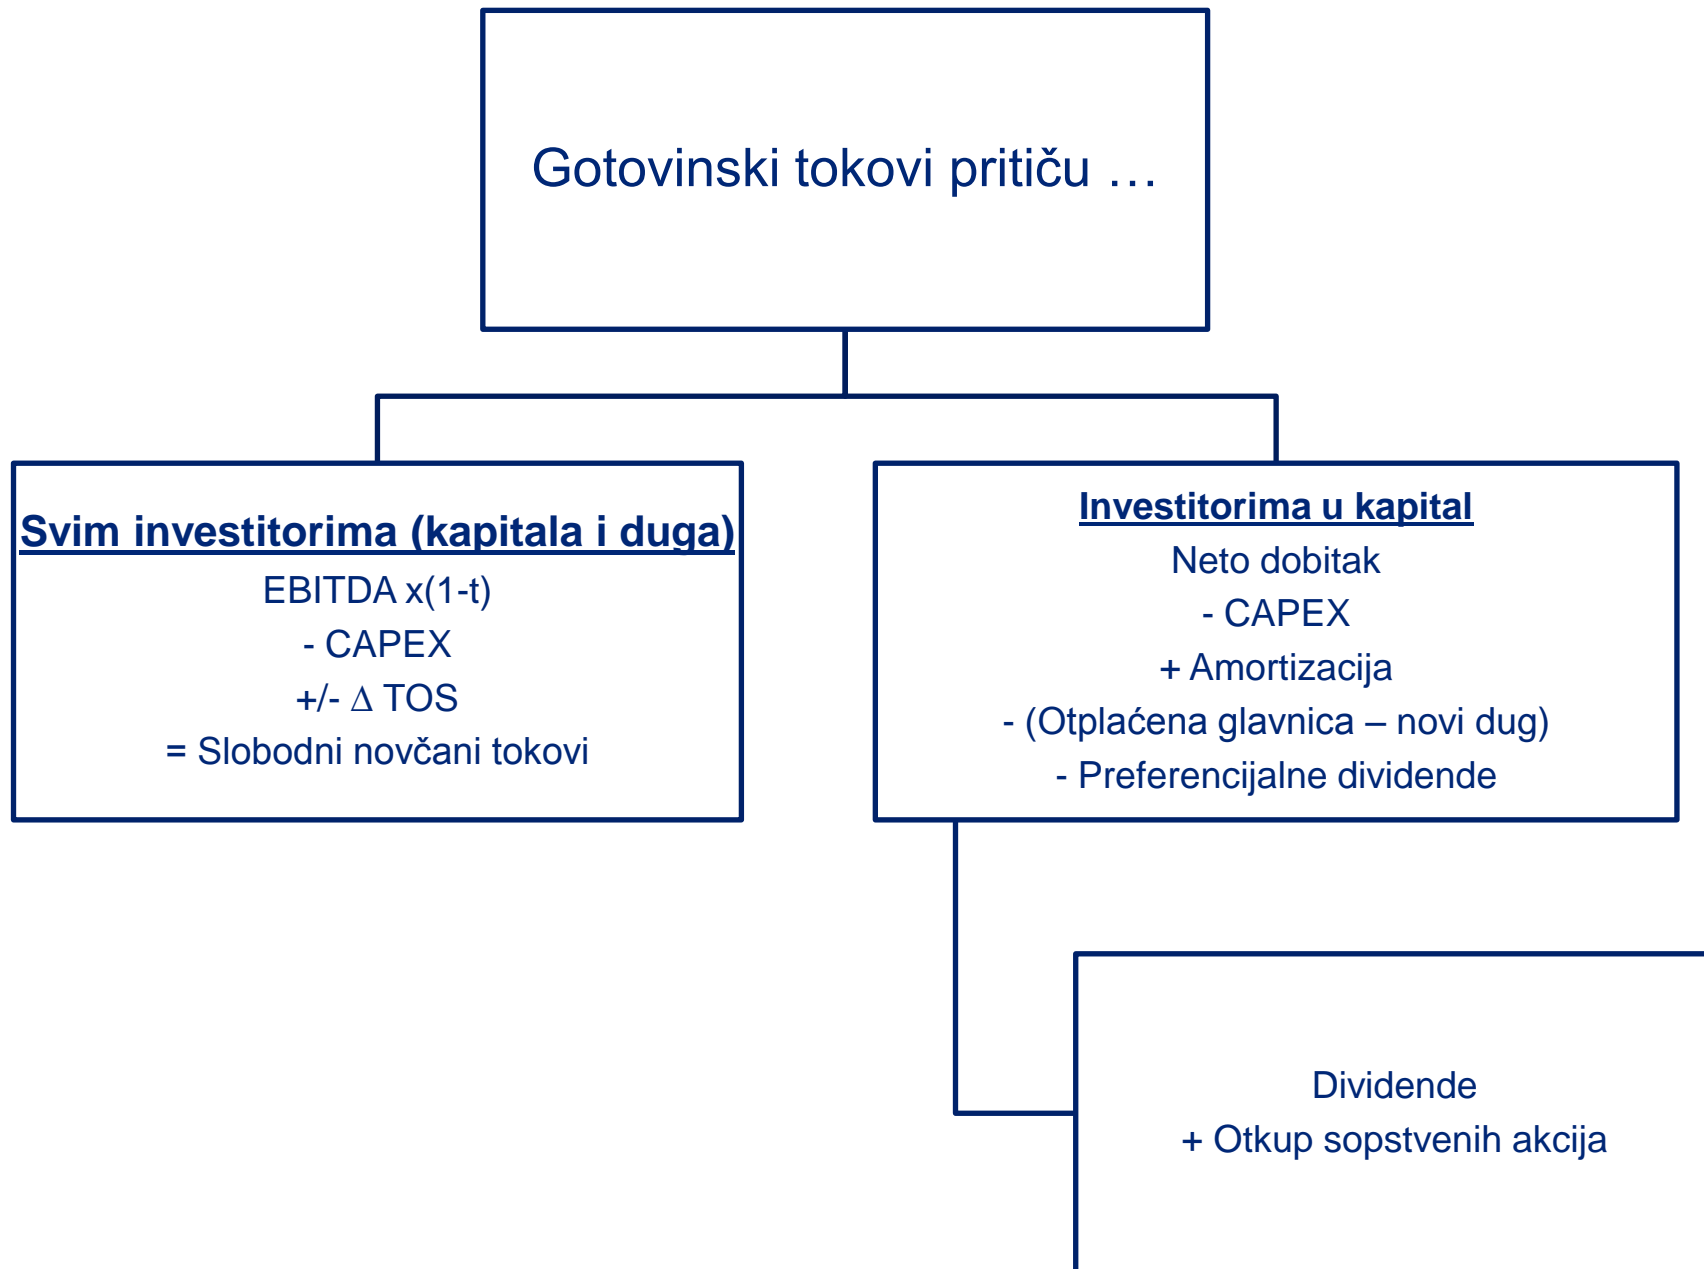 Gotovinski tokovi pritiču …
Svim investitorima (kapitala i duga)
EBITDA x(1-t)
- CAPEX
+/- ∆ TOS
= Slobodni novčani tokovi
Investitorima u kapital
Neto dobitak
- CAPEX
+ Amortizacija
- (Otplaćena glavnica – novi dug)
- Preferencijalne dividende
Dividende
+ Otkup sopstvenih akcija